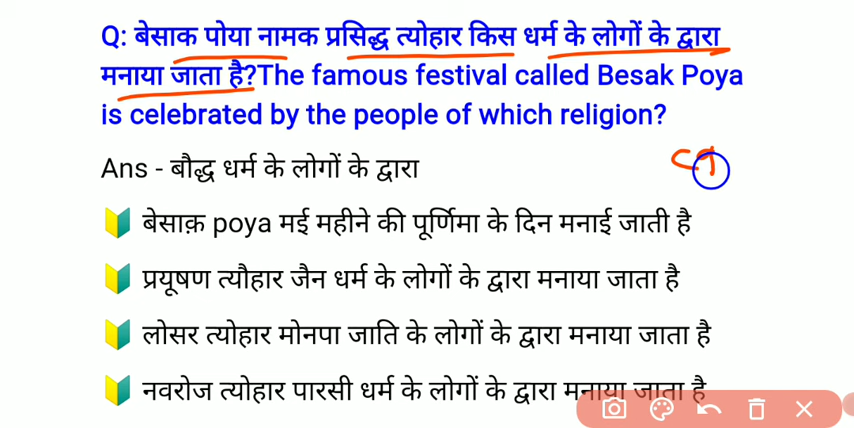 Q: बेसाक पोया नामक प्रसिद्ध त्योहार किस धर्म के लोगों के द्वारा
मनाया जाता है?The famous festival called Besak Poya
is celebrated by the people of which religion?
Ans - बौद्ध धर्म के लोगों के द्वारा
बेसाक़ poya मई महीने की पूर्णिमा के दिन मनाई जाती है
प्रयूषण त्यौहार जैन धर्म के लोगों के द्वारा मनाया जाता है
लोसर त्योहार मोनपा जाति के लोगों के द्वारा मनाया जाता है
नवरोज त्योहार पारसी धर्म के लोगों के द्वारा मनाया जाता है